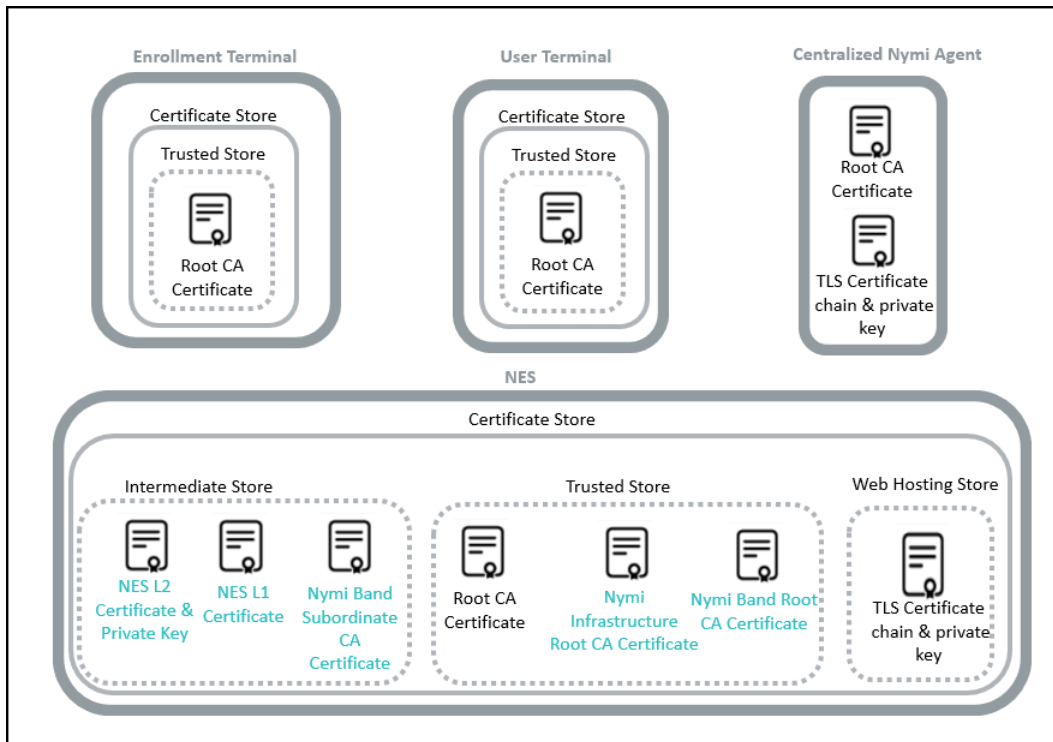 Enrollment Terminal
User Terminal
Centralized Nymi Agent
Certificate Store
Trusted Store
Root CA
Certificate
Certificate Store
Trusted Store
Root CA
Certificate
Root CA
Certificate
TLS Certificate
chain & private
key
NES
Certificate Store
Intermediate Store
NES L2
Certificate &
Private Key
NES L1
Certificate
Nymi Band
Subordinate
CA
Certificate
Trusted Store
Root CA
Certificate
Nymi
Infrastructure
Root CA Certificate
Nymi Band Root
CA Certificate
Web Hosting Store
TLS Certificate
chain & private
key